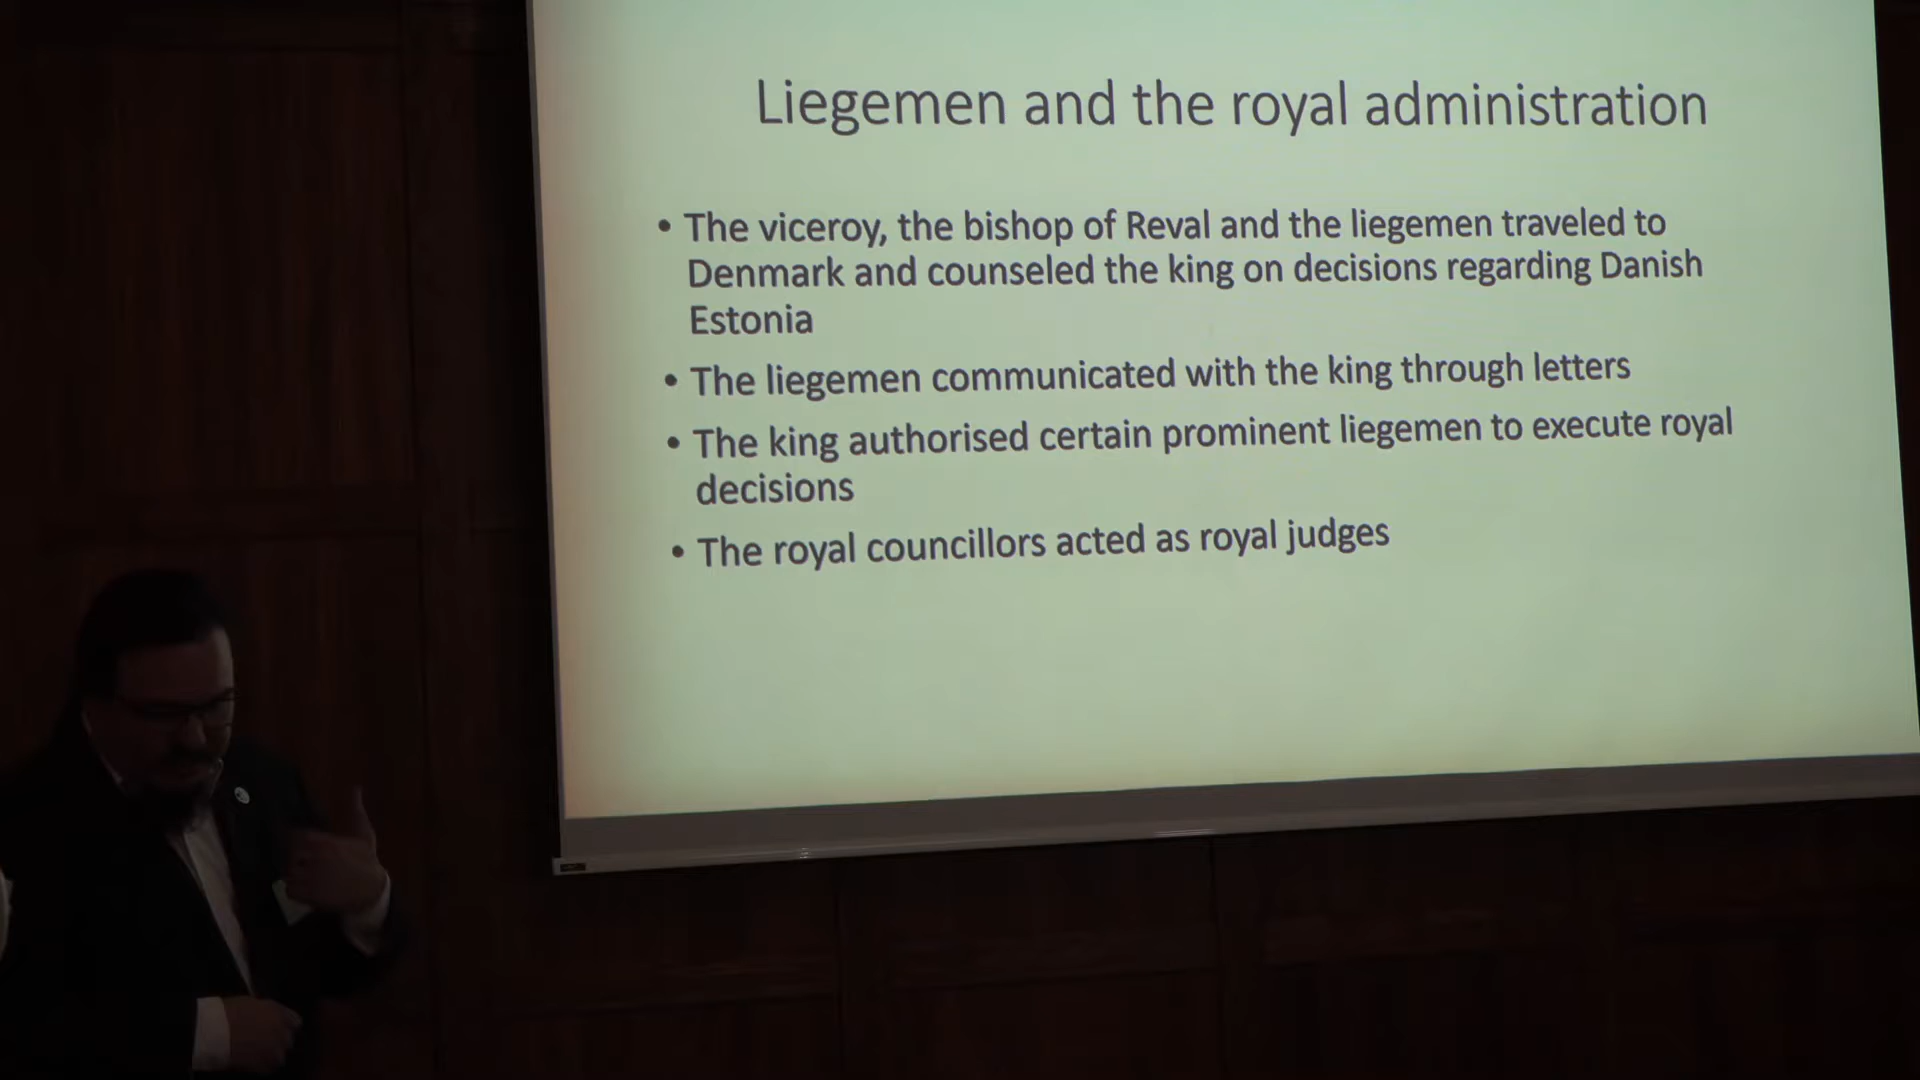 Liegemen and the royal administration
• The viceroy, the bishop of Reval and the liegemen traveled to
Denmark and counseled the king on decisions regarding Danish
Estonia
• The liegemen communicated with the king through letters
• The king authorised certain prominent liegemen to execute royal
decisions
• The royal councillors acted as royal judges